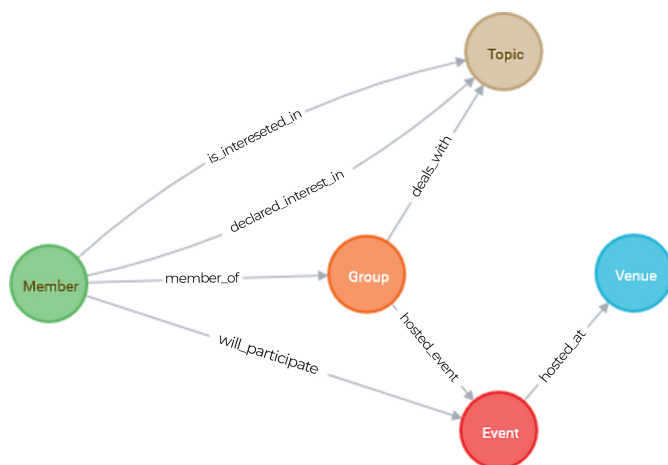 Topic
is_intereseted_in
declared_interest_in
deals_with
Member
member_of
Group
Venue
will_participate
hosted_event
hosted_at
Event